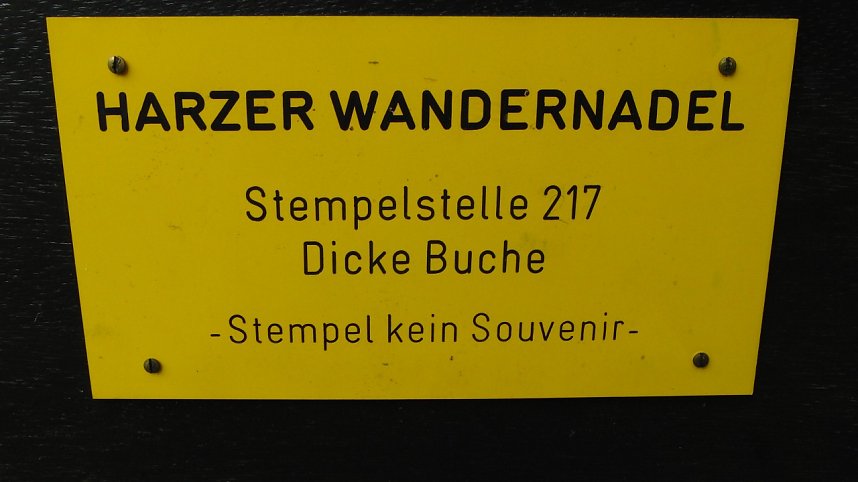 HARZER WANDERNADEL
Stempelstelle 217
Dicke Buche
-Stempel kein Souvenir-